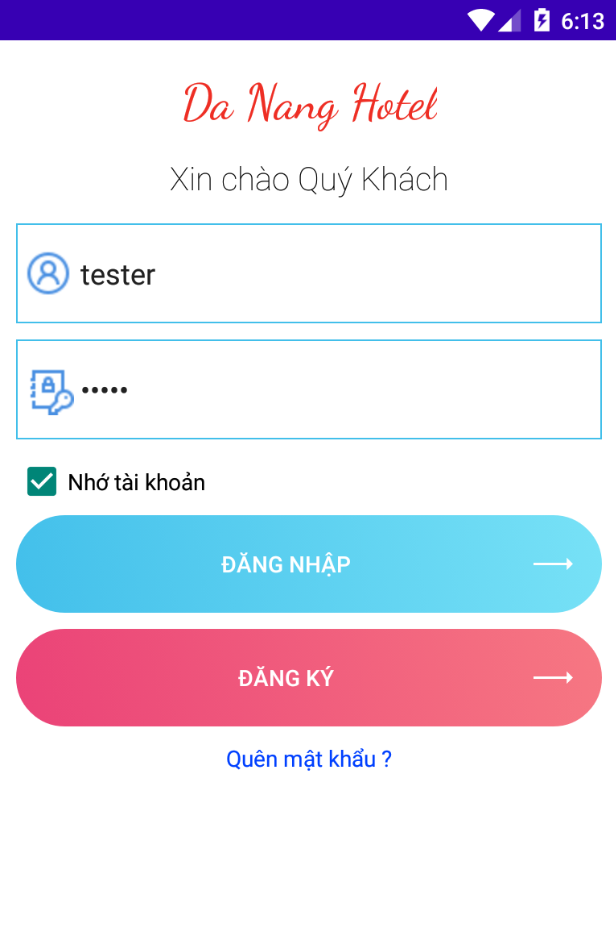 6:13
Da Nang Hotel
Xin chào Quý Khách
tester
•••••
Nhớ tài khoản
ĐĂNG NHẬP
ĐĂNG KÝ
Quên mật khẩu ?